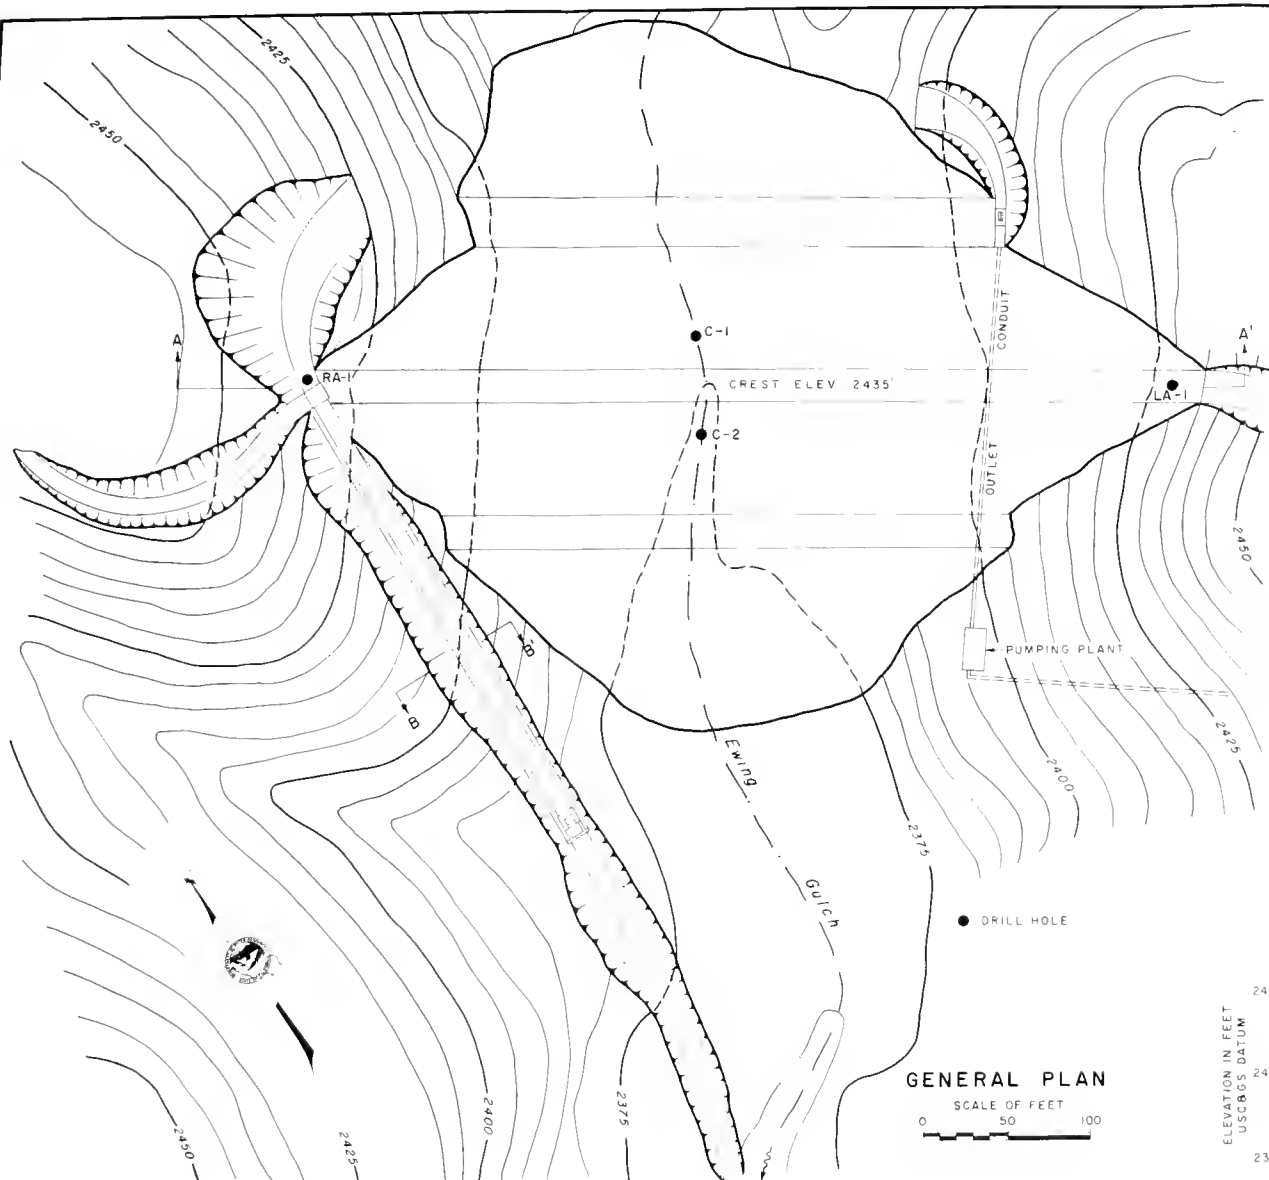 2425
2450
A
A'
C-1
CONDUIT
RA-1
CREST ELEV 2435'
LA-1
C-2
OUTLET
2450
B'
PUMPING PLANT
B
2425
Ewing
2400
2375
Gulch
DRILL HOLE
24
ELEVATION IN FEET
USC&GS DATUM
24
GENERAL PLAN
SCALE OF FEET
0 50 100
2400
2375
2450
2425
23